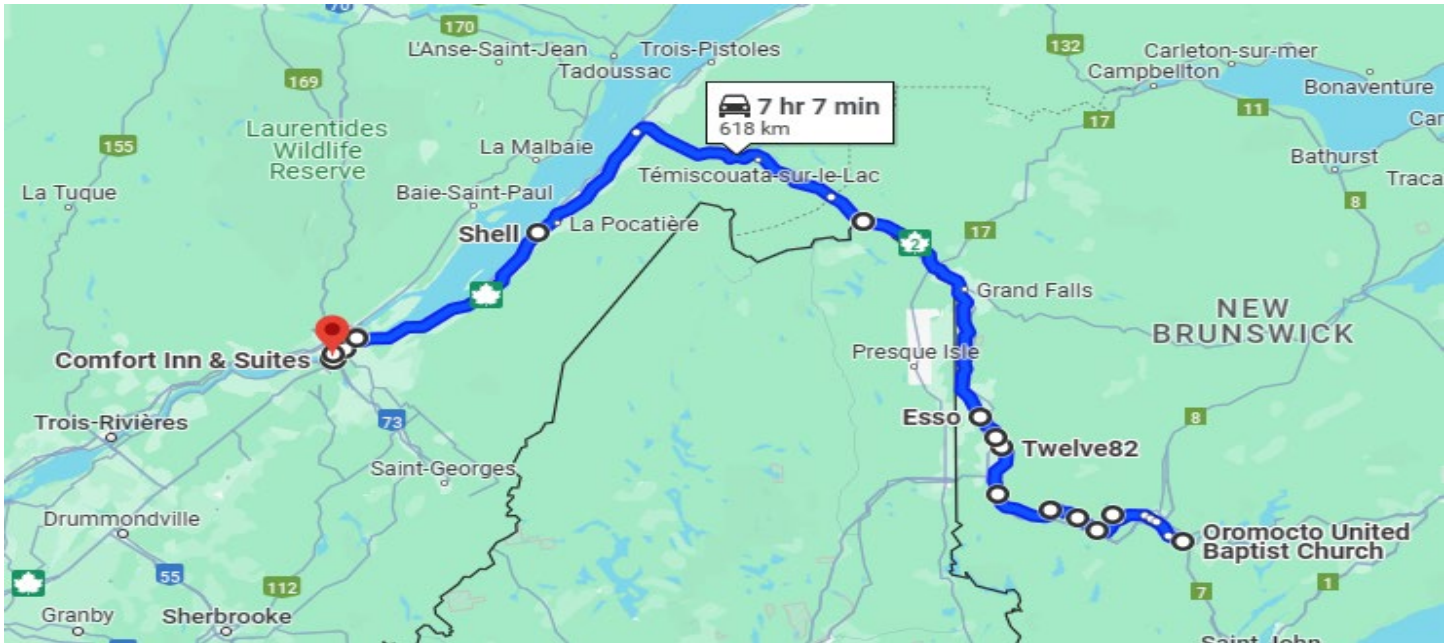 70
170
L'Anse-Saint-Jean
Trois-Pistoles
Tadoussac
132
Carleton-sur-mer
Campbellton
Bonaventure
169
7 hr 7 min
618 km
11
17
Laurentides
Wildlife
Reserve
155
La Malbaie
Bathurst
La Tuque
Témiscouata-sur-le-Lac
Baie-Saint-Paul
8
Shell
La Pocatière
17
2
Grand Falls
NEW
BRUNSWICK
Presque Isle
Comfort Inn & Suites
Trois-Rivières
73
Esso
8
Twelve82
Saint-Georges
Drummondville
Oromocto United
Baptist Church
55
112
7
1
Granby
Sherbrooke